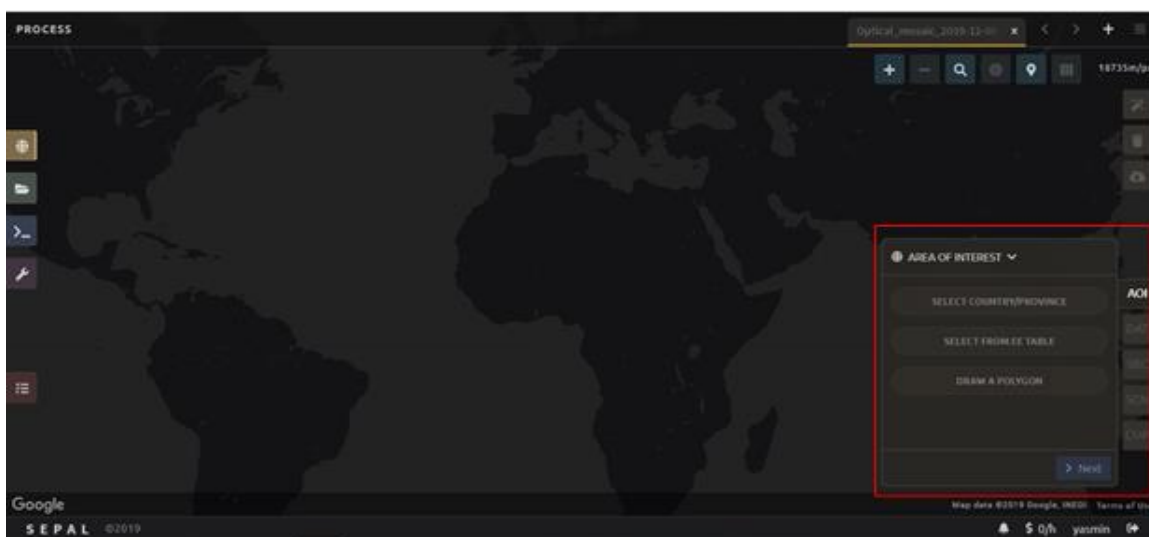 PROCESS
Optical_mosaic_2019-12-0
18735m/p
AREA OF INTEREST
AOI
SELECT COUNTRY/PROVINCE
SELECT FROM EE TABLE
DRAW A POLYGON
Next
Google
Map data ©2019 Google, INEGI Terms of Us
SEPAL ©2019
$ 0/h yasmin